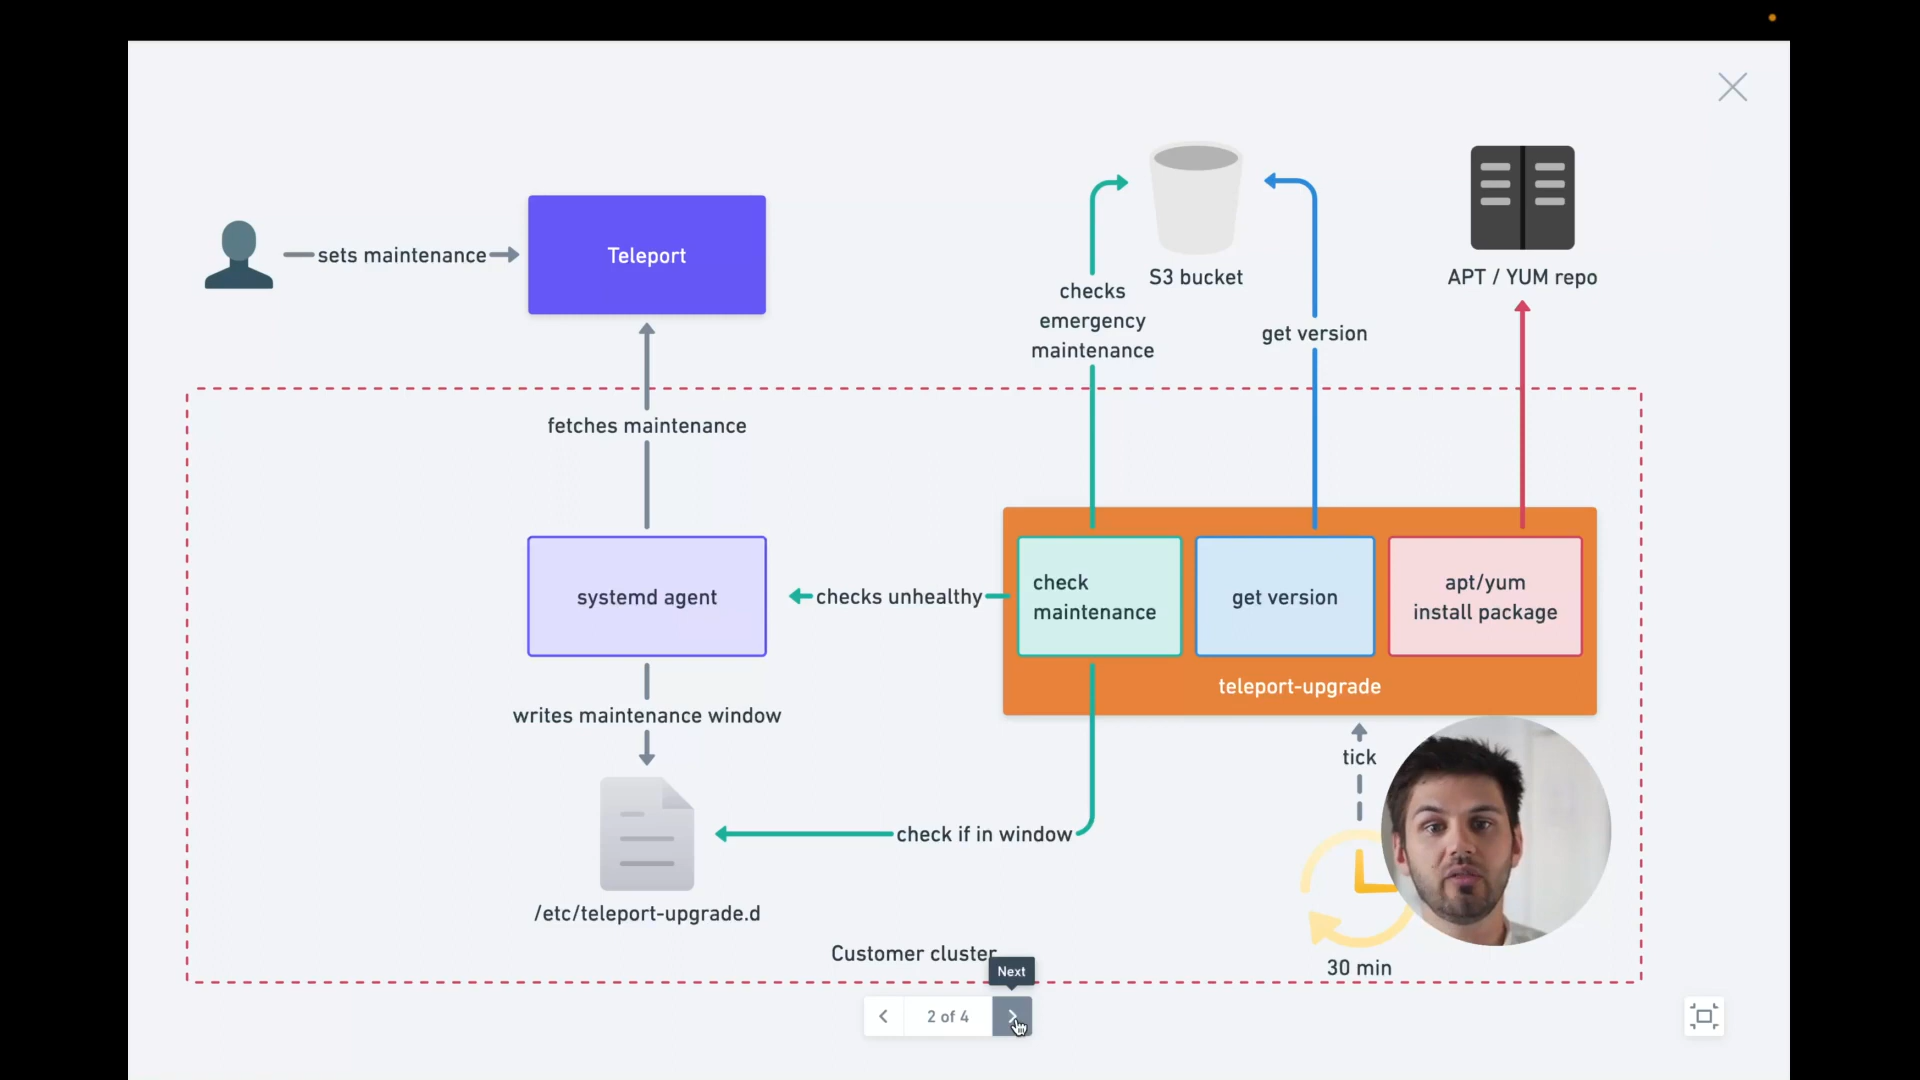 sets maintenance
Teleport
S3 bucket
APT / YUM repo
checks
emergency
maintenance
get version
fetches maintenance
systemd agent
checks unhealthy
check
maintenance
get version
apt/yum
install package
teleport-upgrade
writes maintenance window
tick
check if in window
/etc/teleport-upgrade.d
Customer cluster
30 min
Next
2 of 4